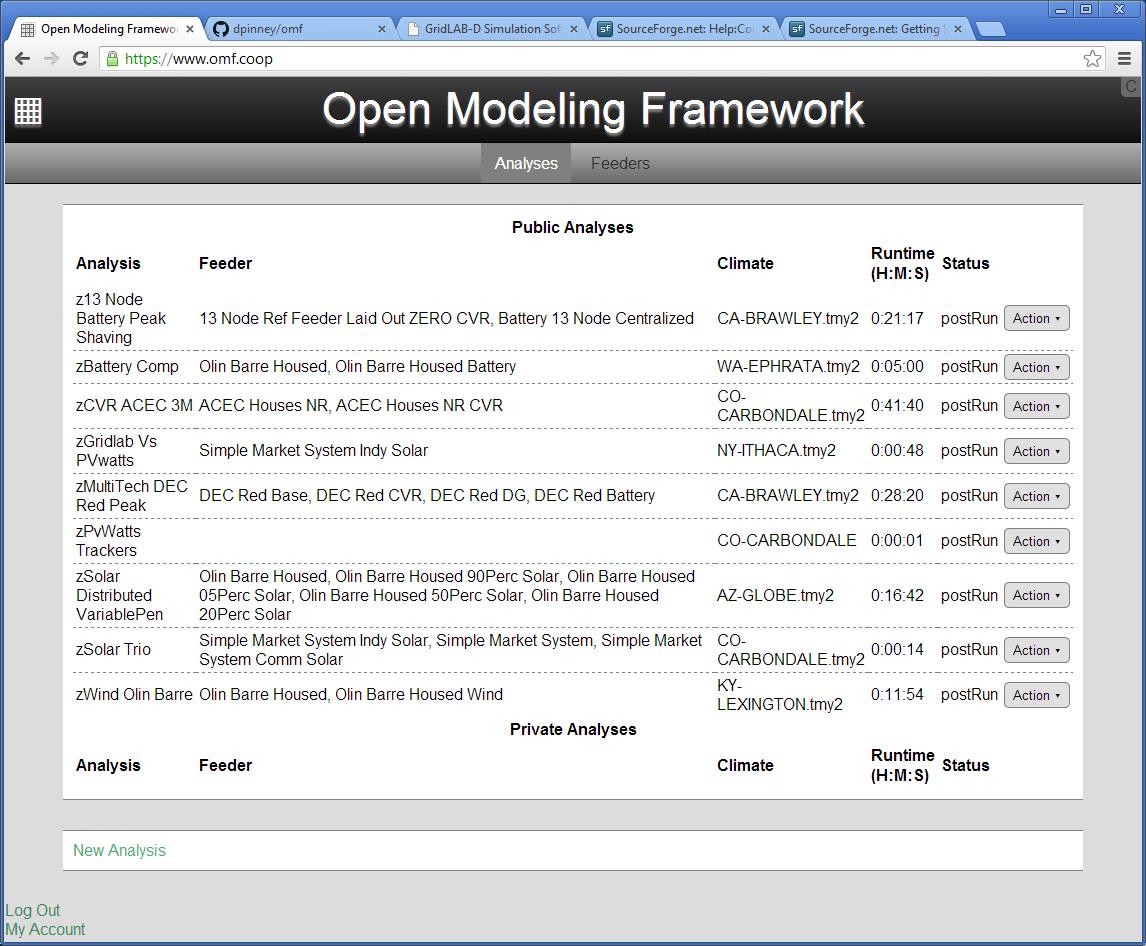 Open Modeling Framewor
dpinney/omf
GridLAB-D Simulation Sof
SourceForge.net: Help:Co
SourceForge.net: Getting
https://www.omf.coop
C
Open Modeling Framework
Analyses Feeders
Public Analyses
Analysis Feeder Climate Runtime (H:M:S) Status
z13 Node Battery Peak Shaving 13 Node Ref Feeder Laid Out ZERO CVR, Battery 13 Node Centralized CA-BRAWLEY.tmy2 0:21:17 postRun Action
zBattery Comp Olin Barre Housed, Olin Barre Housed Battery WA-EPHRATA.tmy2 0:05:00 postRun Action
zCVR ACEC 3M ACEC Houses NR, ACEC Houses NR CVR CO-CARBONDALE.tmy2 0:41:40 postRun Action
zGridlab Vs PVwatts Simple Market System Indy Solar NY-ITHACA.tmy2 0:00:48 postRun Action
zMultiTech DEC Red Peak DEC Red Base, DEC Red CVR, DEC Red DG, DEC Red Battery CA-BRAWLEY.tmy2 0:28:20 postRun Action
zPvWatts Trackers CO-CARBONDALE 0:00:01 postRun Action
zSolar Distributed VariablePen Olin Barre Housed, Olin Barre Housed 90Perc Solar, Olin Barre Housed 05Perc Solar, Olin Barre Housed 50Perc Solar, Olin Barre Housed 20Perc Solar AZ-GLOBE.tmy2 0:16:42 postRun Action
zSolar Trio Simple Market System Indy Solar, Simple Market System, Simple Market System Comm Solar CO-CARBONDALE.tmy2 0:00:14 postRun Action
zWind Olin Barre Olin Barre Housed, Olin Barre Housed Wind KY-LEXINGTON.tmy2 0:11:54 postRun Action
Private Analyses
Analysis Feeder Climate Runtime (H:M:S) Status
New Analysis
Log Out
My Account